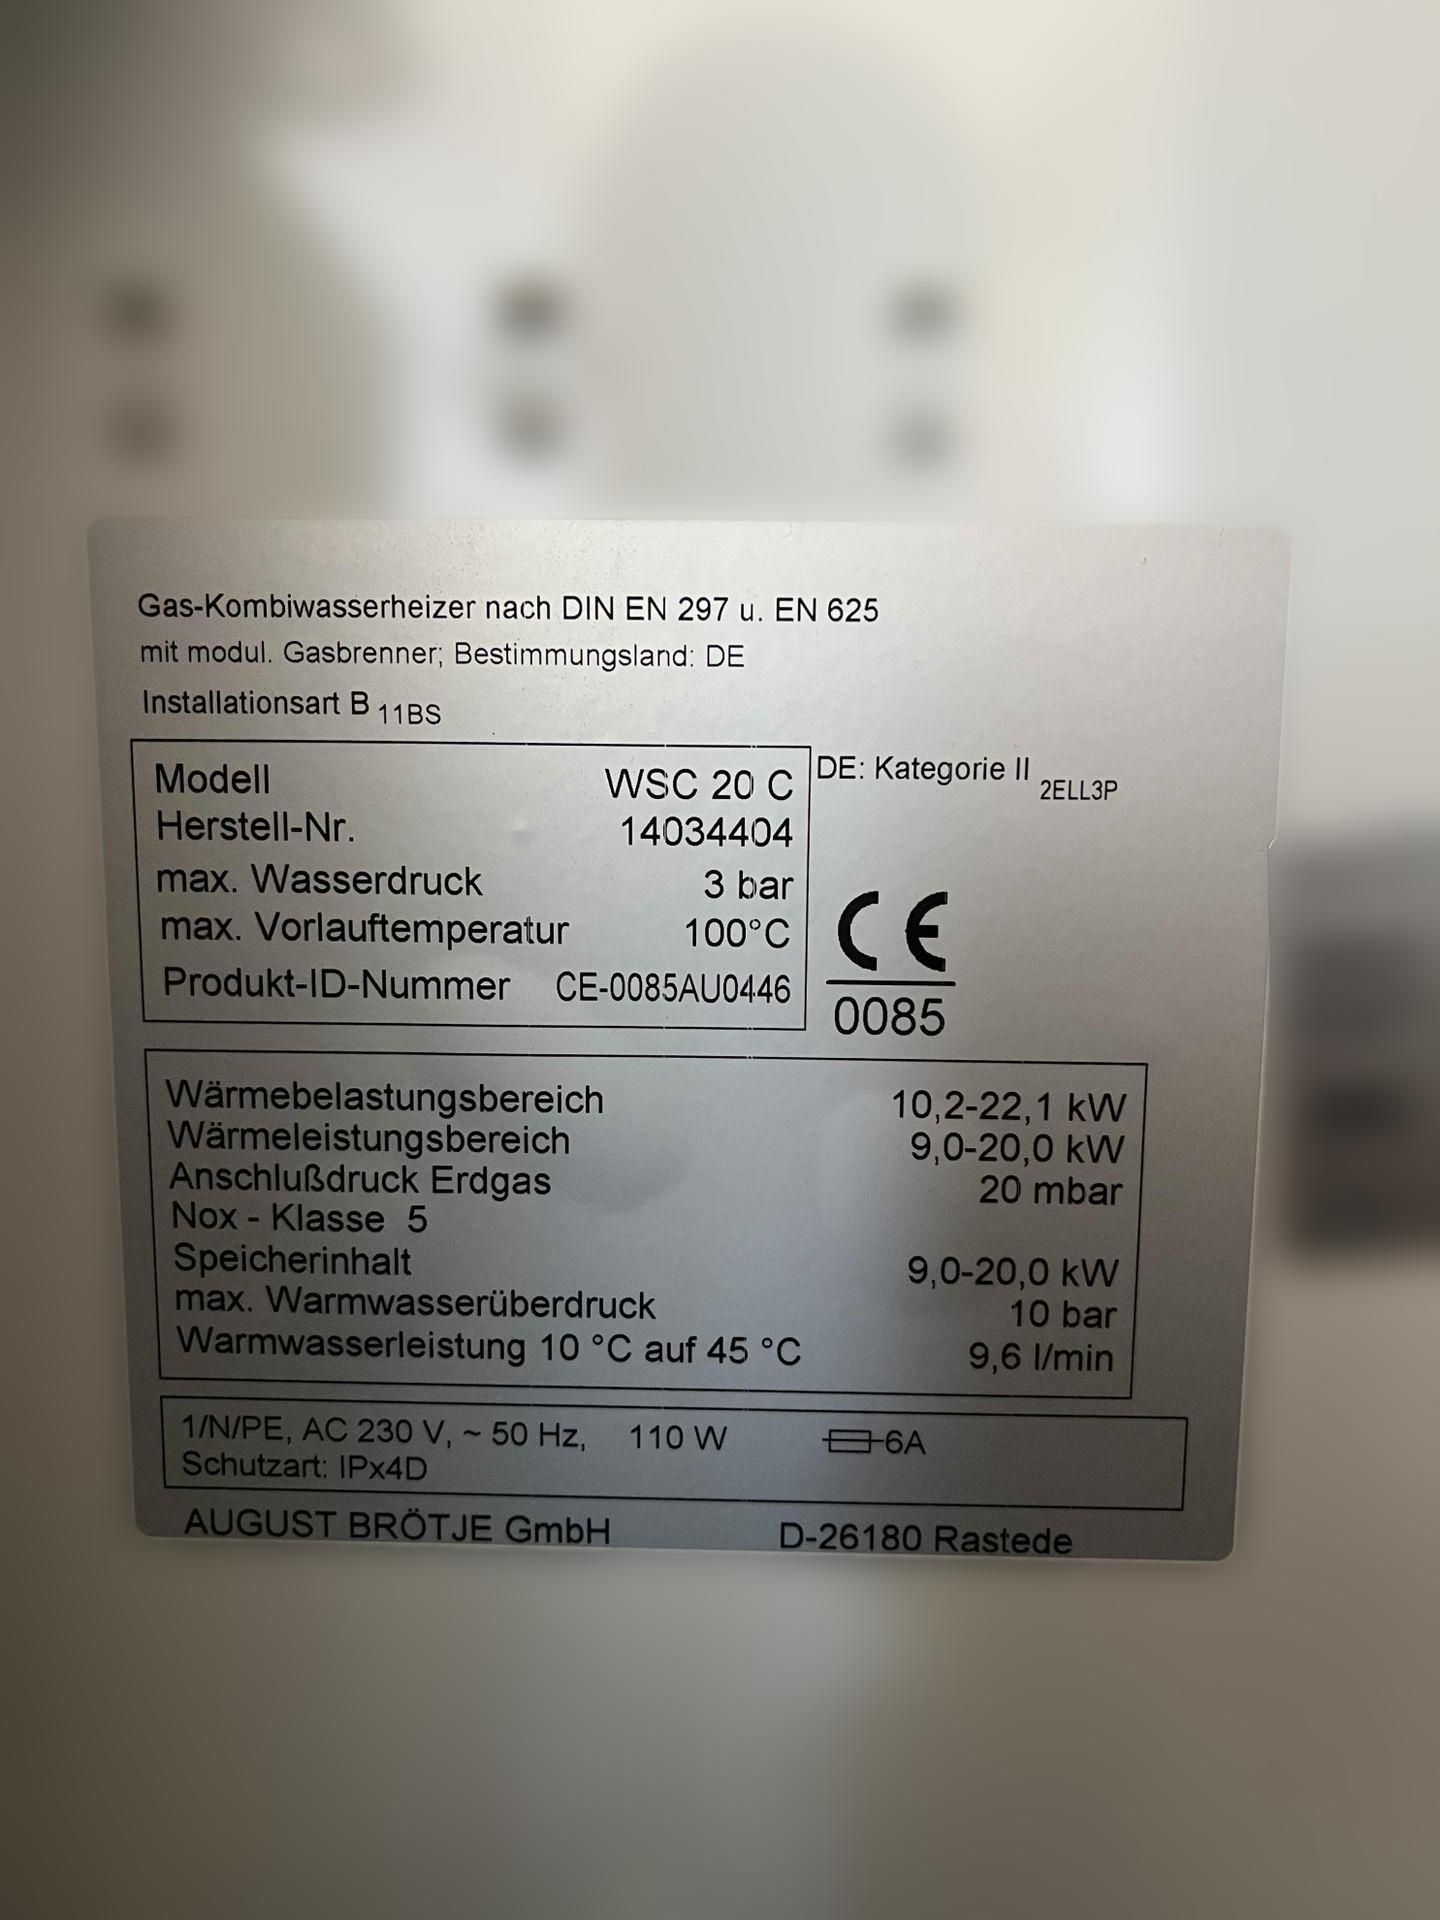 Gas-Kombiwasserheizer nach DIN EN 297 u. EN 625
mit modul. Gasbrenner; Bestimmungsland: DE
Installationsart B 11BS
Modell WSC 20 C
DE: Kategorie II 2ELL3P
Herstell-Nr. 14034404
max. Wasserdruck 3 bar
max. Vorlauftemperatur 100°C
Produkt-ID-Nummer CE-0085AU0446
CE
0085
Wärmebelastungsbereich 10,2-22,1 kW
Wärmeleistungsbereich 9,0-20,0 kW
Anschlußdruck Erdgas 20 mbar
Nox - Klasse 5
Speicherinhalt 9,0-20,0 kW
max. Warmwasserüberdruck 10 bar
Warmwasserleistung 10 °C auf 45 °C 9,6 l/min
1/N/PE, AC 230 V, ~ 50 Hz, 110 W 6A
Schutzart: IPx4D
AUGUST BRÖTJE GmbH D-26180 Rastede